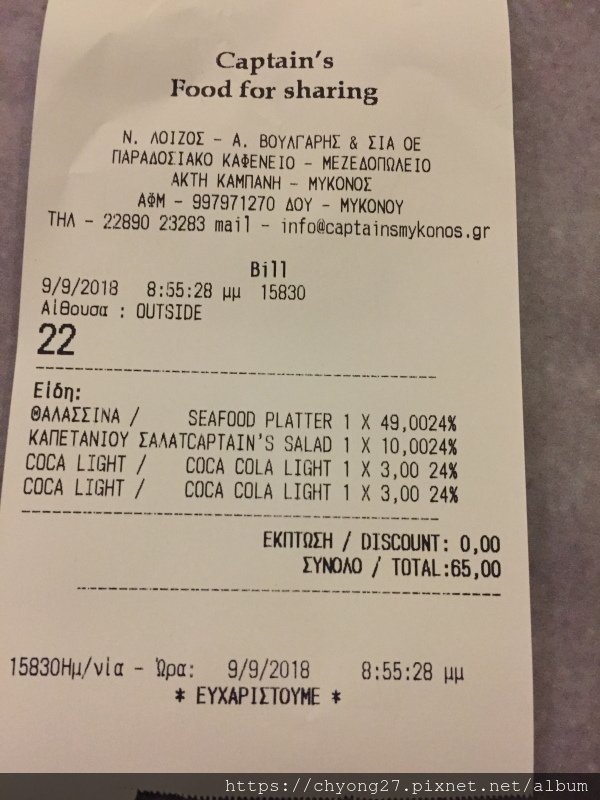 Captain's
Food for sharing
Ν. ΛΟΙΖΟΣ - Α. ΒΟΥΛΓΑΡΗΣ & ΣΙΑ ΟΕ
ΠΑΡΑΔΟΣΙΑΚΟ ΚΑΦΕΝΕΙΟ - ΜΕΖΕΔΟΠΩΛΕΙΟ
ΑΚΤΗ ΚΑΜΠΑΝΗ - ΜΥΚΟΝΟΣ
ΑΦΜ - 997971270 ΔΟΥ - ΜΥΚΟΝΟΥ
ΤΗΛ - 22890 23283 mail - info@captainsmykonos.gr
Bill
9/9/2018 8:55:28 μμ 15830
Αίθουσα : OUTSIDE
22
Είδη:
ΘΑΛΑΣΣΙΝΑ / SEAFOOD PLATTER 1 X 49,0024%
ΚΑΠΕΤΑΝΙΟΥ ΣΑΛΑΤCAPTAIN'S SALAD 1 X 10,0024%
COCA LIGHT / COCA COLA LIGHT 1 X 3,00 24%
COCA LIGHT / COCA COLA LIGHT 1 X 3,00 24%
ΕΚΠΤΩΣΗ / DISCOUNT: 0,00
ΣΥΝΟΛΟ / TOTAL:65,00
15830Ημ/νία - Ώρα: 9/9/2018 8:55:28 μμ
* ΕΥΧΑΡΙΣΤΟΥΜΕ *
https://chyong27.pixnet.net/album